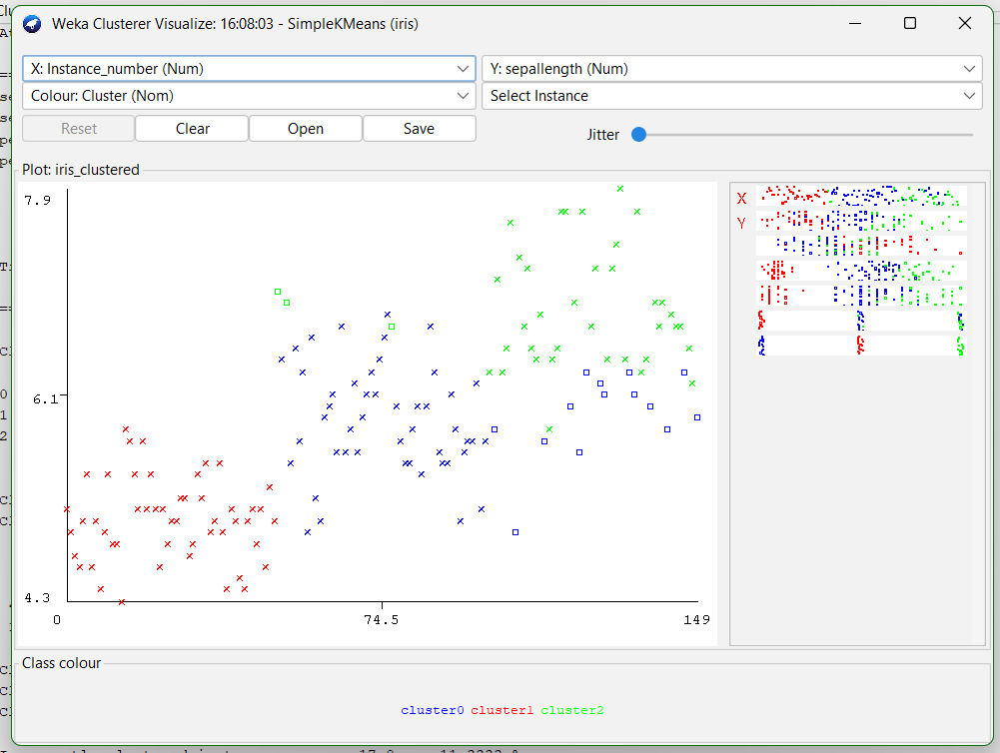 Weka Clusterer Visualize: 16:08:03 - SimpleKMeans (iris)
X: Instance_number (Num) Y: sepallength (Num)
Colour: Cluster (Nom) Select Instance
Reset Clear Open Save Jitter
Plot: iris_clustered
7.9
6.1
4.3
0 74.5 149
X
Y
Class colour
cluster0 cluster1 cluster2